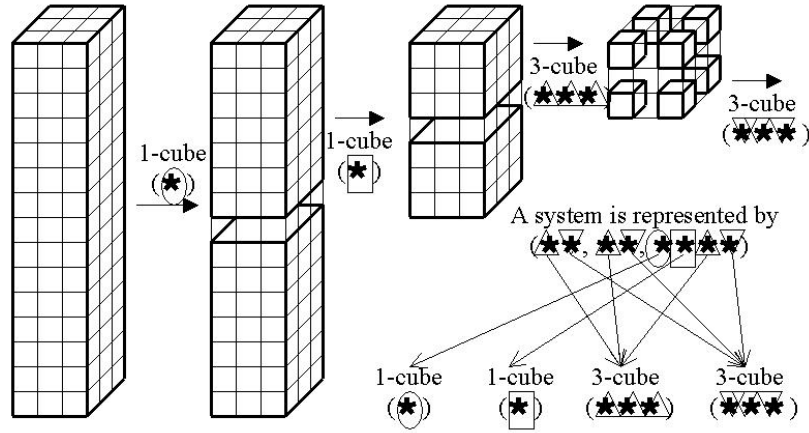 3-cube
(***)
3-cube
(***)
1-cube
(*)
1-cube
(*)
A system is represented by
(**, **, ****)
1-cube
(*)
1-cube
(*)
3-cube
(***)
3-cube
(***)